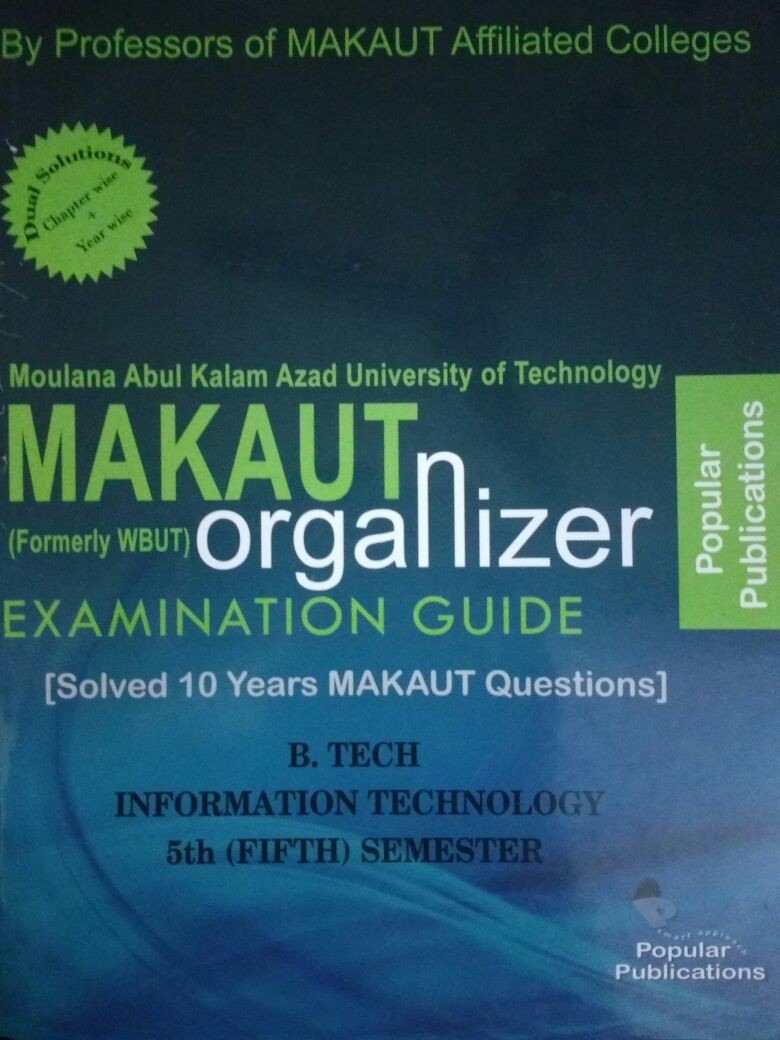 By Professors of MAKAUT Affiliated Colleges
Dual Solutions
Chapter wise
+
Year wise
Moulana Abul Kalam Azad University of Technology
MAKAUT
(Formerly WBUT) organizer
EXAMINATION GUIDE
Popular
Publications
[Solved 10 Years MAKAUT Questions]
B. TECH
INFORMATION TECHNOLOGY
5th (FIFTH) SEMESTER
smart approach
Popular
Publications